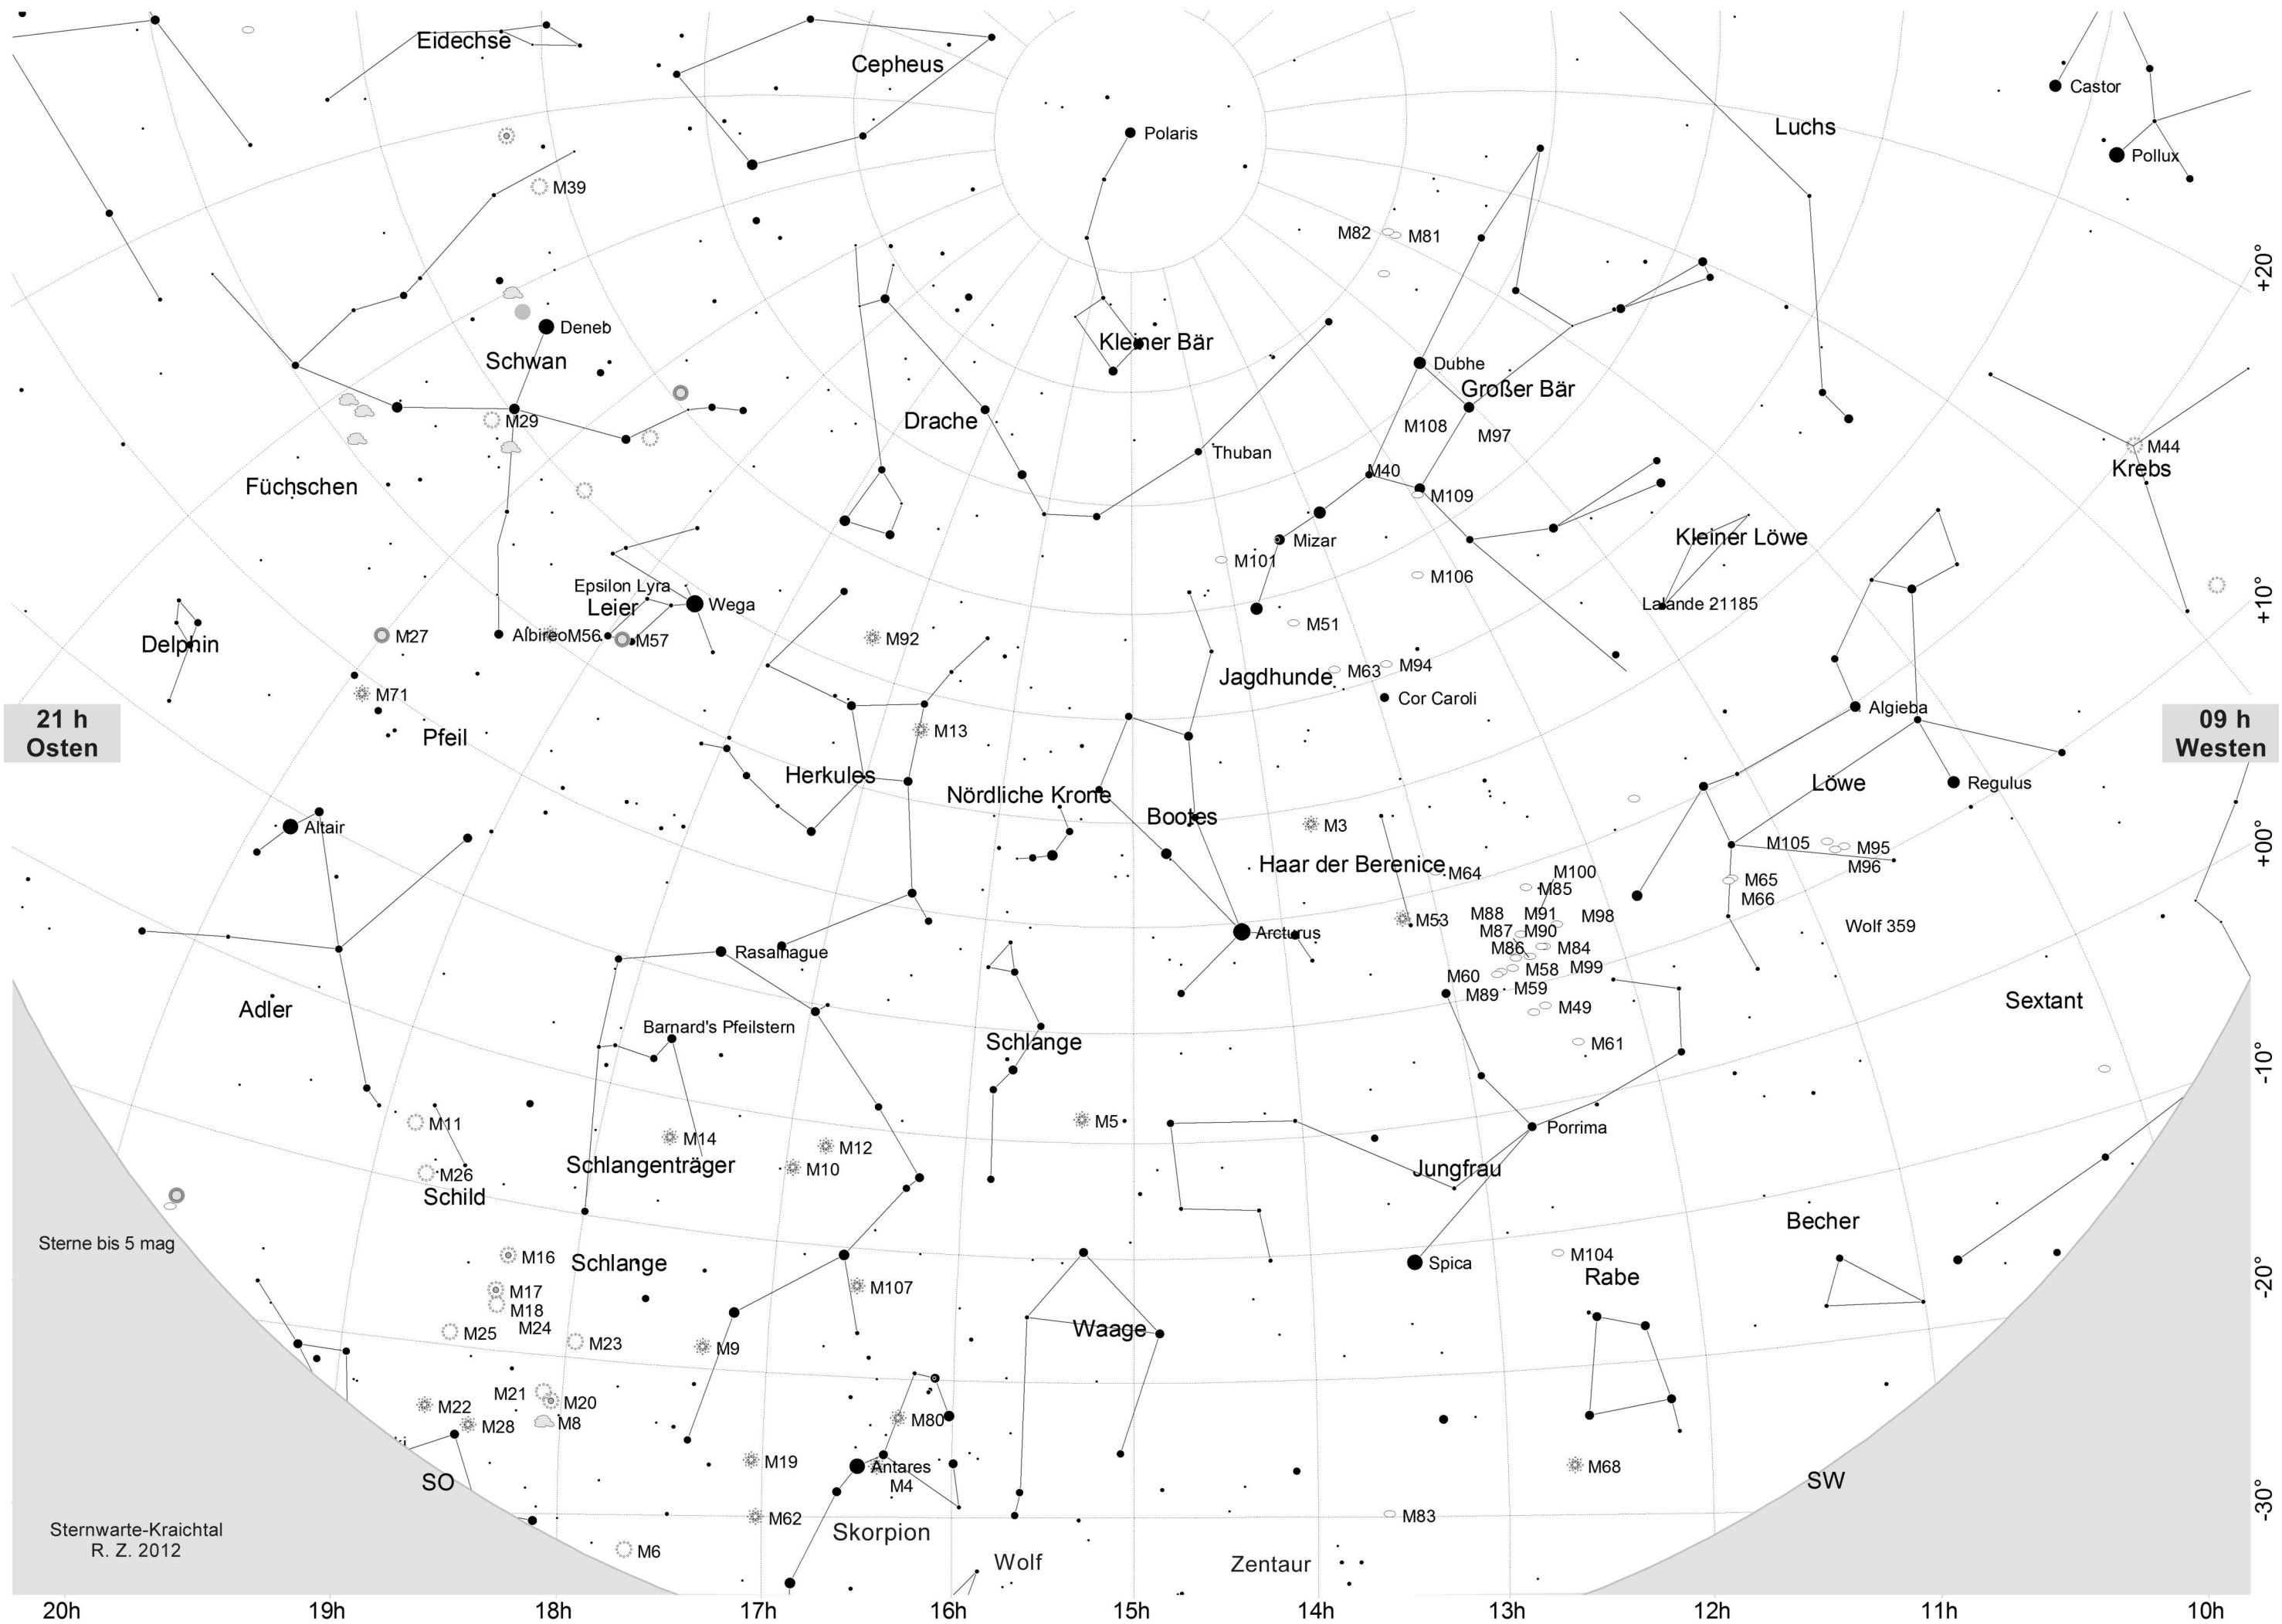 Eidechse
Cepheus
Castor
Luchs
Polaris
Pollux
M39
M82
M81
+20°
Deneb
Kleiner Bär
Schwan
Dubhe
Großer Bär
M29
Drache
M108
M97
Thuban
M44
Krebs
M40
Füchschen
M109
Kleiner Löwe
Mizar
M101
M106
Epsilon Lyra
Leier
Wega
Lalande 21185
+10°
M27
Albireo
M56
M57
M92
M51
Delphin
Jagdhunde
M63
M94
M71
Cor Caroli
Algieba
21 h
Osten
09 h
Westen
Pfeil
M13
Herkules
Nördliche Krone
Löwe
Regulus
Bootes
M3
Altair
Haar der Berenice
M64
M105
M95
M96
+00°
M100
M85
M65
M66
M53
M88
M91
M98
Wolf 359
M87
M90
Arcturus
M86
M84
Rasalhague
M60
M58
M99
M89
M59
M49
Adler
Sextant
Barnard's Pfeilstern
Schlange
M61
-10°
M11
M5
M14
M12
Porrima
M26
M10
Schlangenträger
Jungfrau
Schild
Becher
Sterne bis 5 mag
M16
Schlange
Spica
M104
Rabe
-20°
M17
M107
M18
M24
M25
M23
M9
Waage
M21
M20
M22
M28
M8
M80
M19
Antares
M4
M68
SO
SW
-30°
Sternwarte-Kraichtal
R. Z. 2012
M62
M83
Skorpion
M6
Wolf
Zentaur
20h
19h
18h
17h
16h
15h
14h
13h
12h
11h
10h